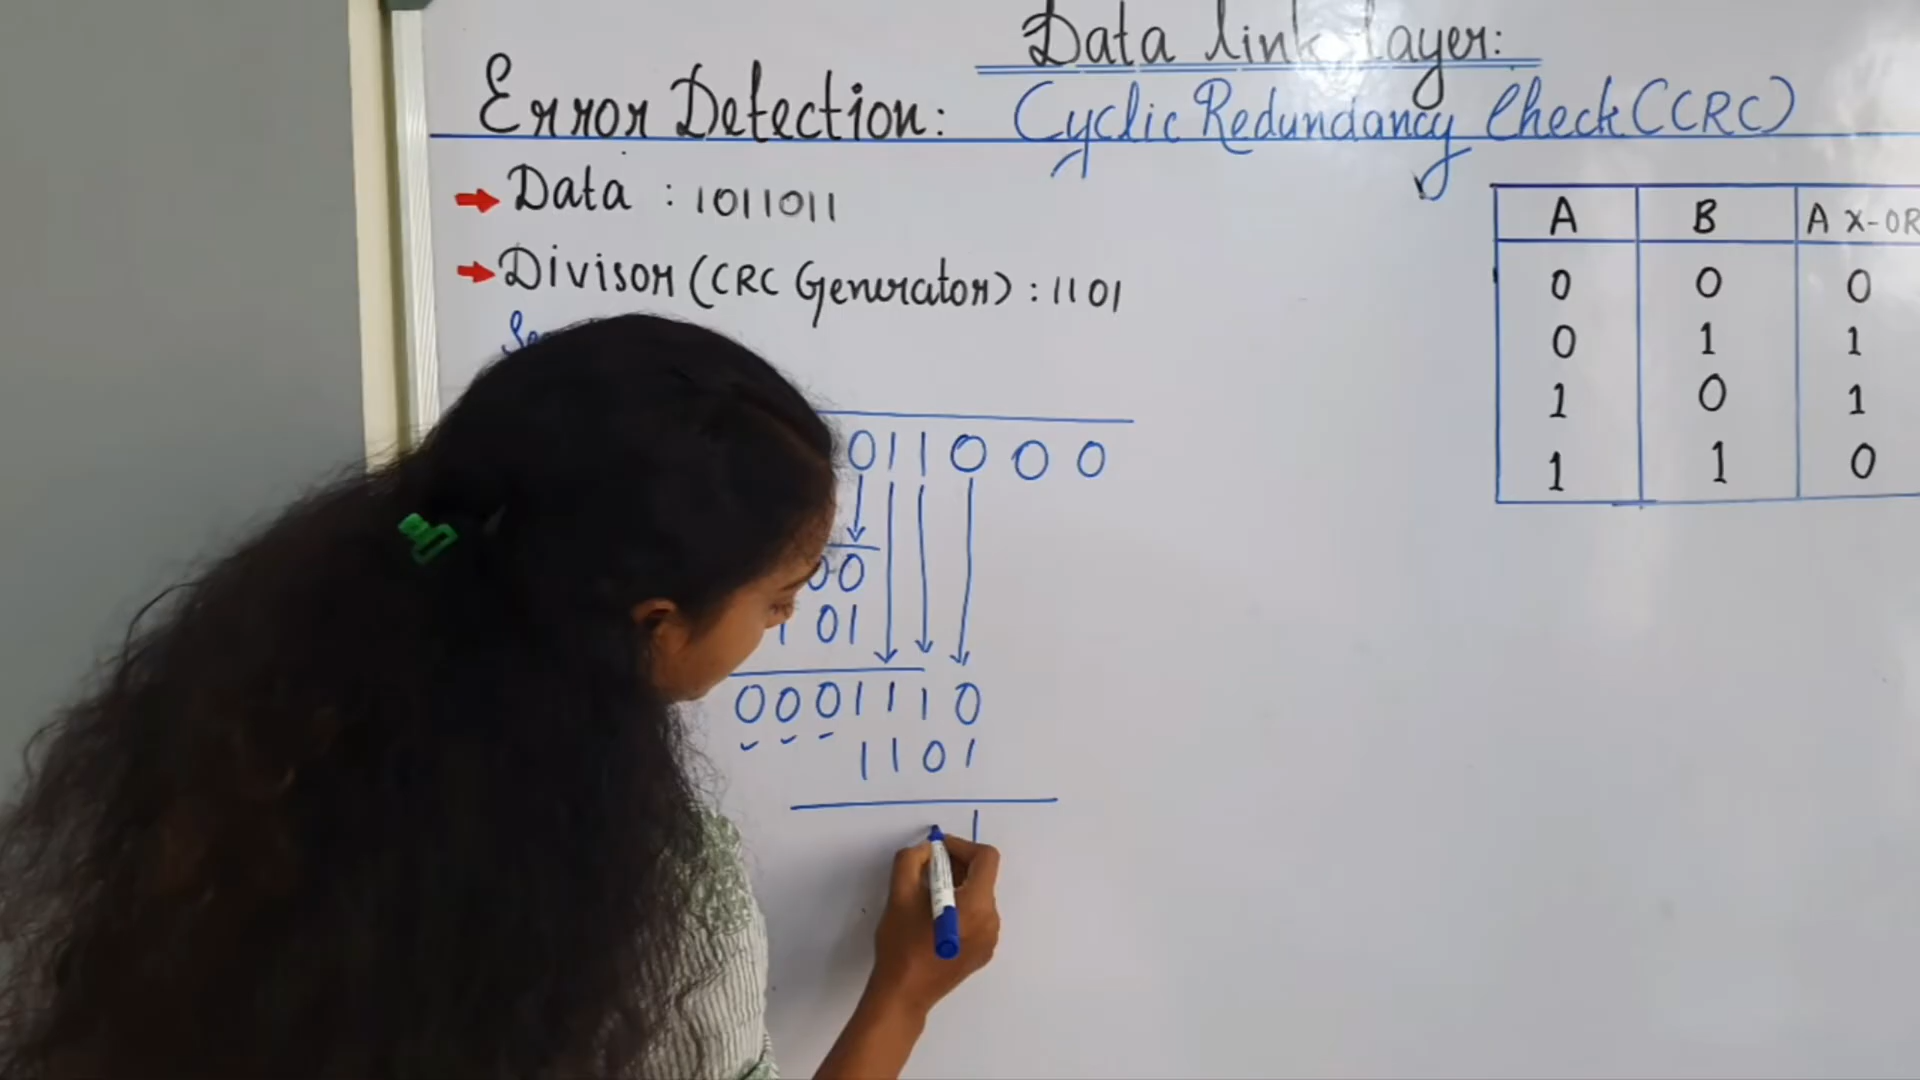 Data link layer:
Error Detection: Cyclic Redundancy Check (CRC)
→ Data : 1011011
→ Divisor (CRC Generator) : 1101
A B A X-OR
0 0 0
0 1 1
1 0 1
1 1 0
011000
00
101
0001110
1101
1